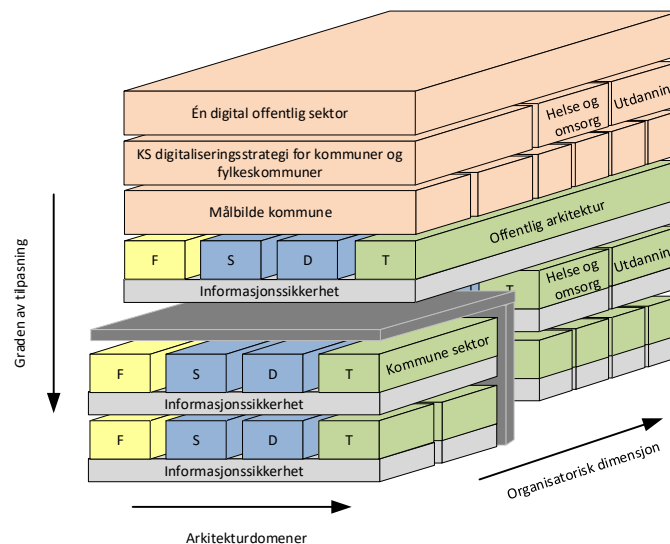 Én digital offentlig sektor
Helse og
omsorg
Utdanning
KS digitaliseringsstrategi for kommuner og
fylkeskommuner
Målbilde kommune
Offentlig arkitektur
F
S
D
T
Informasjonssikkerhet
T
Helse og
omsorg
Utdanning
Graden av tilpasning
F
S
D
T
Kommune sektor
Informasjonssikkerhet
F
S
D
T
Informasjonssikkerhet
Organisatorisk dimensjon
Arkitekturdomener